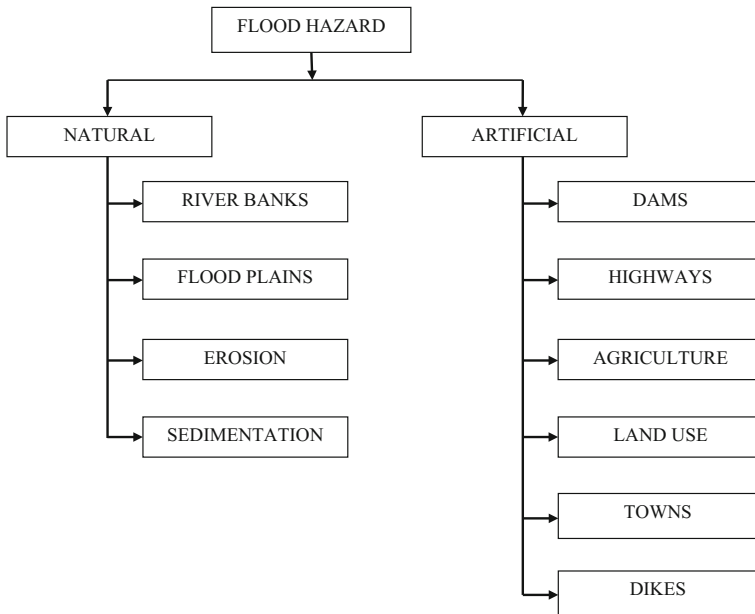 FLOOD HAZARD
NATURAL
ARTIFICIAL
RIVER BANKS
FLOOD PLAINS
EROSION
SEDIMENTATION
DAMS
HIGHWAYS
AGRICULTURE
LAND USE
TOWNS
DIKES